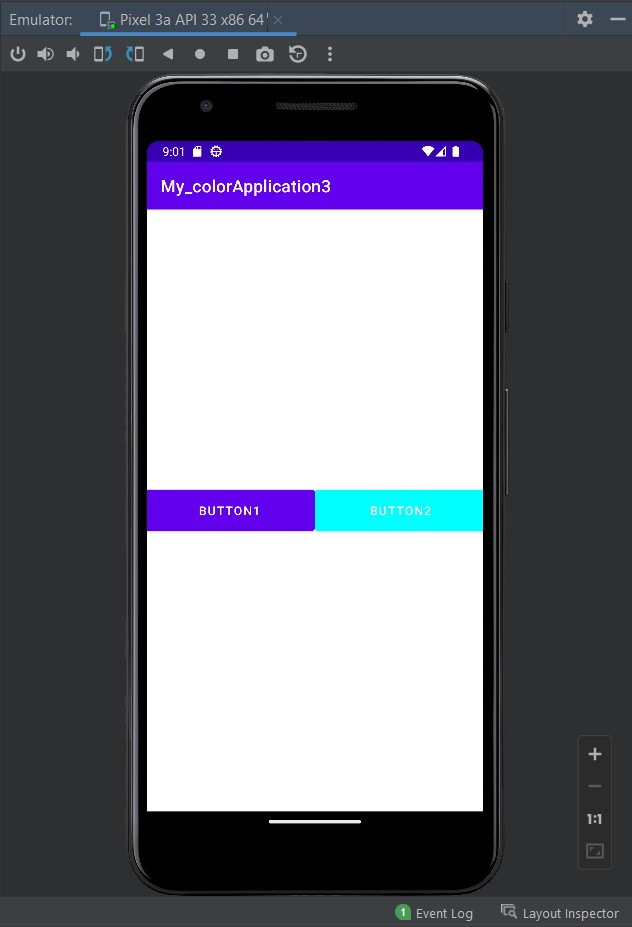 Emulator: Pixel 3a API 33 x86 64
9:01
My_colorApplication3
BUTTON1 BUTTON2
1:1
1 Event Log Layout Inspector